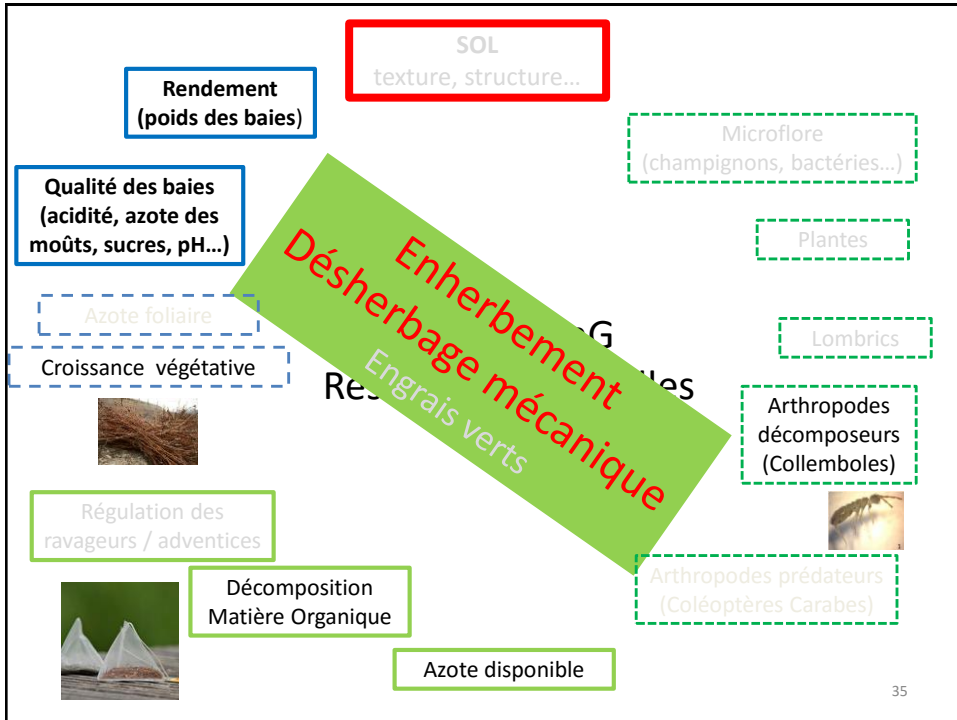 SOL
texture, structure…
Rendement
(poids des baies)
Microflore
(champignons, bactéries…)
Qualité des baies
(acidité, azote des
moûts, sucres, pH…)
Plantes
Enherbement
Désherbage mécanique
Engrais verts
Azote foliaire
Lombrics
Croissance végétative
Arthropodes
décomposeurs
(Collemboles)
Régulation des
ravageurs / adventices
Arthropodes prédateurs
(Coléoptères Carabes)
Décomposition
Matière Organique
Azote disponible
35